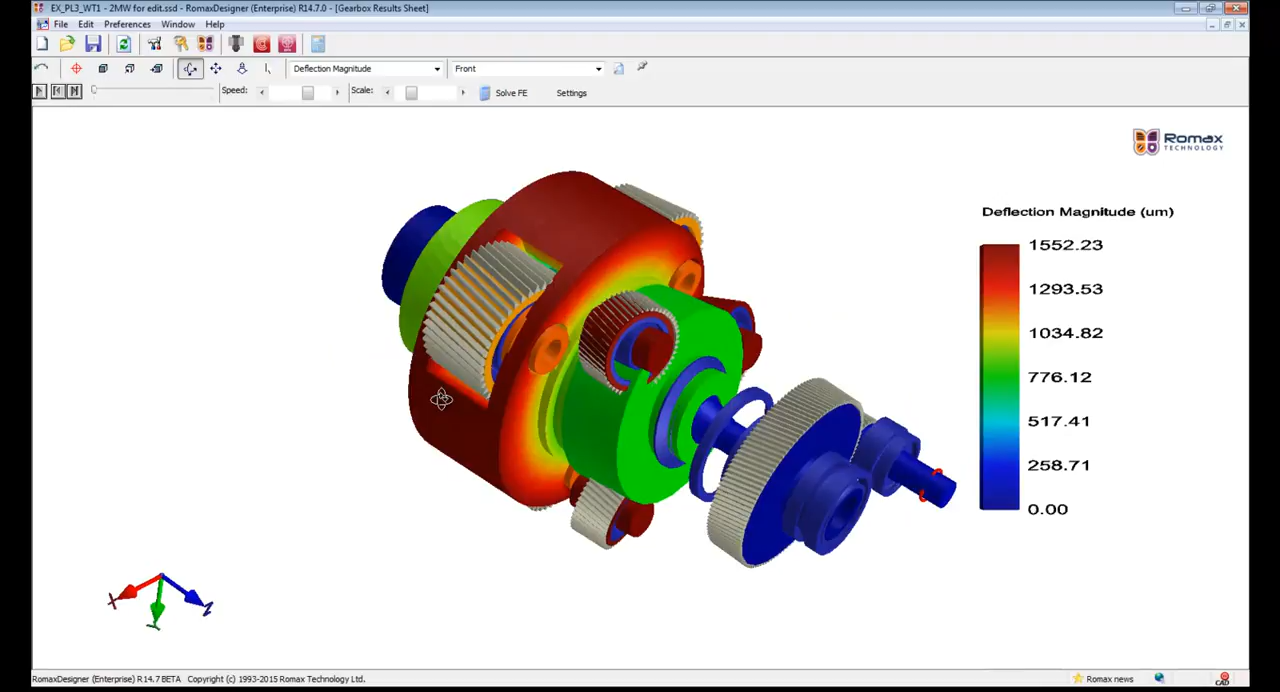 EX_PL3_WT1 - 2MW for edit.ssd - RomaxDesigner (Enterprise) R14.7.0 - [Gearbox Results Sheet]
File Edit Preferences Window Help
Deflection Magnitude Front
Speed: Scale: Solve FE Settings
Romax
TECHNOLOGY
Deflection Magnitude (um)
1552.23
1293.53
1034.82
776.12
517.41
258.71
0.00
X Y Z
RomaxDesigner (Enterprise) R14.7 BETA Copyright (c) 1993-2015 Romax Technology Ltd. Romax news CAD